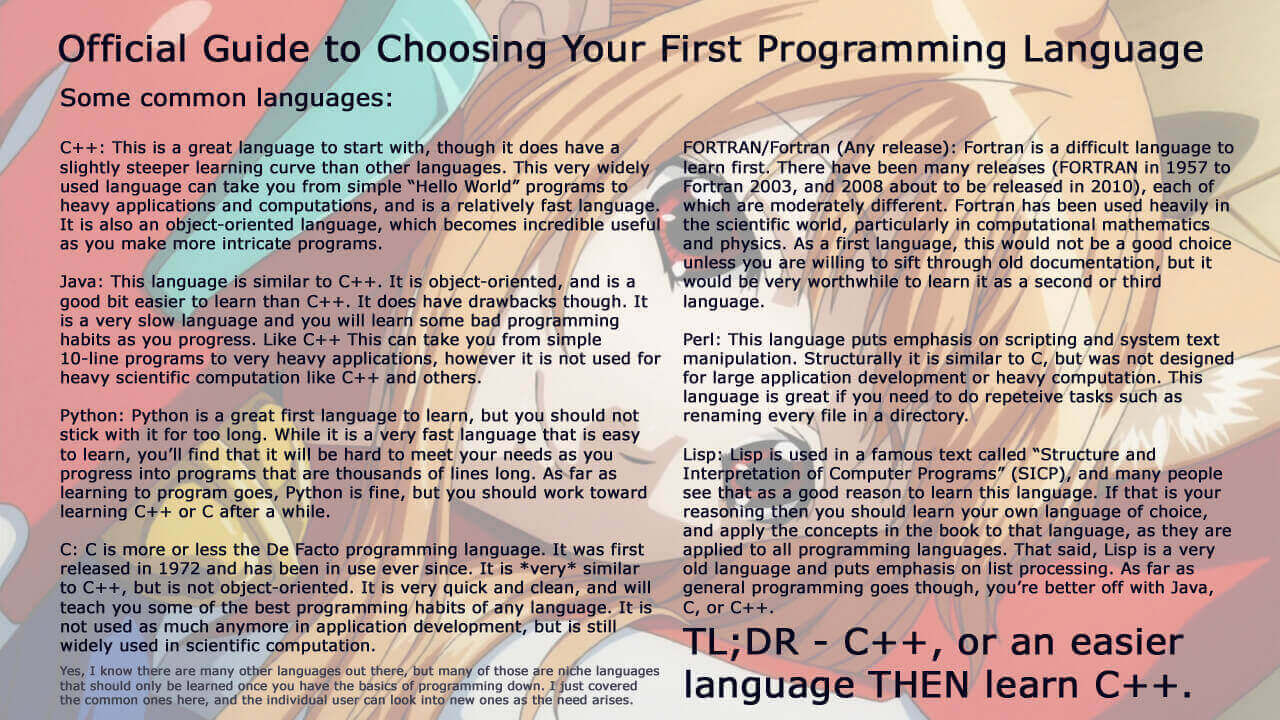 Official Guide to Choosing Your First Programming Language
Some common languages:
C++: This is a great language to start with, though it does have a
slightly steeper learning curve than other languages. This very widely
used language can take you from simple “Hello World” programs to
heavy applications and computations, and is a relatively fast language.
It is also an object-oriented language, which becomes incredible useful
as you make more intricate programs.
Java: This language is similar to C++. It is object-oriented, and is a
good bit easier to learn than C++. It does have drawbacks though. It
is a very slow language and you will learn some bad programming
habits as you progress. Like C++ This can take you from simple
10-line programs to very heavy applications, however it is not used for
heavy scientific computation like C++ and others.
Python: Python is a great first language to learn, but you should not
stick with it for too long. While it is a very fast language that is easy
to learn, you’ll find that it will be hard to meet your needs as you
progress into programs that are thousands of lines long. As far as
learning to program goes, Python is fine, but you should work toward
learning C++ or C after a while.
C: C is more or less the De Facto programming language. It was first
released in 1972 and has been in use ever since. It is *very* similar
to C++, but is not object-oriented. It is very quick and clean, and will
teach you some of the best programming habits of any language. It is
not used as much anymore in application development, but is still
widely used in scientific computation.
Yes, I know there are many other languages out there, but many of those are niche languages
that should only be learned once you have the basics of programming down. I just covered
the common ones here, and the individual user can look into new ones as the need arises.
FORTRAN/Fortran (Any release): Fortran is a difficult language to
learn first. There have been many releases (FORTRAN in 1957 to
Fortran 2003, and 2008 about to be released in 2010), each of
which are moderately different. Fortran has been used heavily in
the scientific world, particularly in computational mathematics
and physics. As a first language, this would not be a good choice
unless you are willing to sift through old documentation, but it
would be very worthwhile to learn it as a second or third
language.
Perl: This language puts emphasis on scripting and system text
manipulation. Structurally it is similar to C, but was not designed
for large application development or heavy computation. This
language is great if you need to do repeteive tasks such as
renaming every file in a directory.
Lisp: Lisp is used in a famous text called “Structure and
Interpretation of Computer Programs” (SICP), and many people
see that as a good reason to learn this language. If that is your
reasoning then you should learn your own language of choice,
and apply the concepts in the book to that language, as they are
applied to all programming languages. That said, Lisp is a very
old language and puts emphasis on list processing. As far as
general programming goes though, you’re better off with Java,
C, or C++.
TL;DR - C++, or an easier
language THEN learn C++.